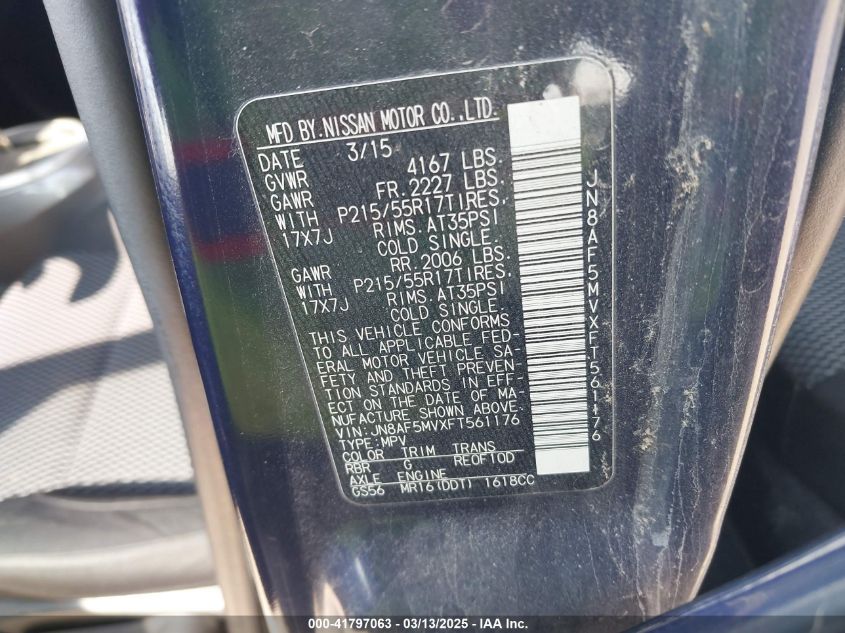 MFD BY.NISSAN MOTOR CO.,LTD.
DATE 3/15
GVWR 4167 LBS.
GAWR FR.2227 LBS.
WITH P215/55R17TIRES,
17X7J RIMS.AT35PSI
COLD SINGLE.
GAWR RR.2006 LBS.
WITH P215/55R17TIRES,
17X7J RIMS.AT35PSI
COLD SINGLE.
THIS VEHICLE CONFORMS
TO ALL APPLICABLE FED-
ERAL MOTOR VEHICLE SA-
FETY AND THEFT PREVEN-
TION STANDARDS IN EFF-
ECT ON THE DATE OF MA-
NUFACTURE SHOWN ABOVE.
VIN:JN8AF5MVXFT561176
TYPE:MPV
COLOR TRIM TRANS
RBR G RE0F10D
AXLE ENGINE
GS56 MR16(DDT) 1618CC
JN8AF5MVXFT561176
000-41797063 - 03/13/2025 - IAAI.com